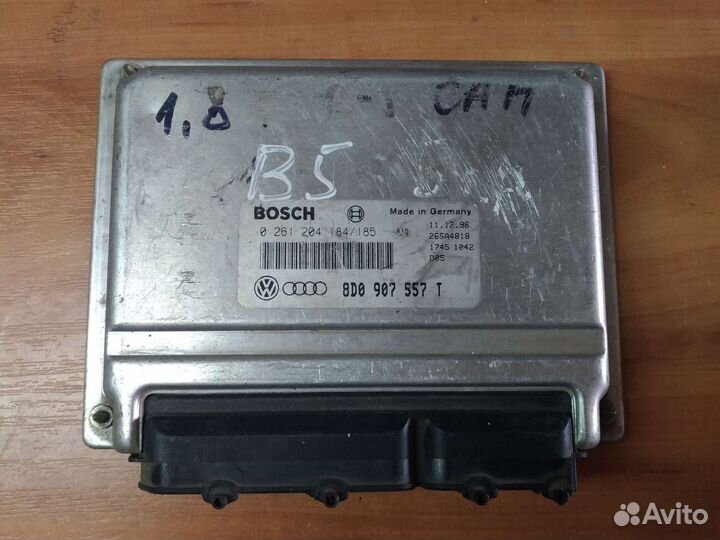 1,8
B5
BOSCH
Made in Germany
0 261 204 184/185
11.12.96
26SA4818
1745 1042
D05
8D0 907 557 T
Avito